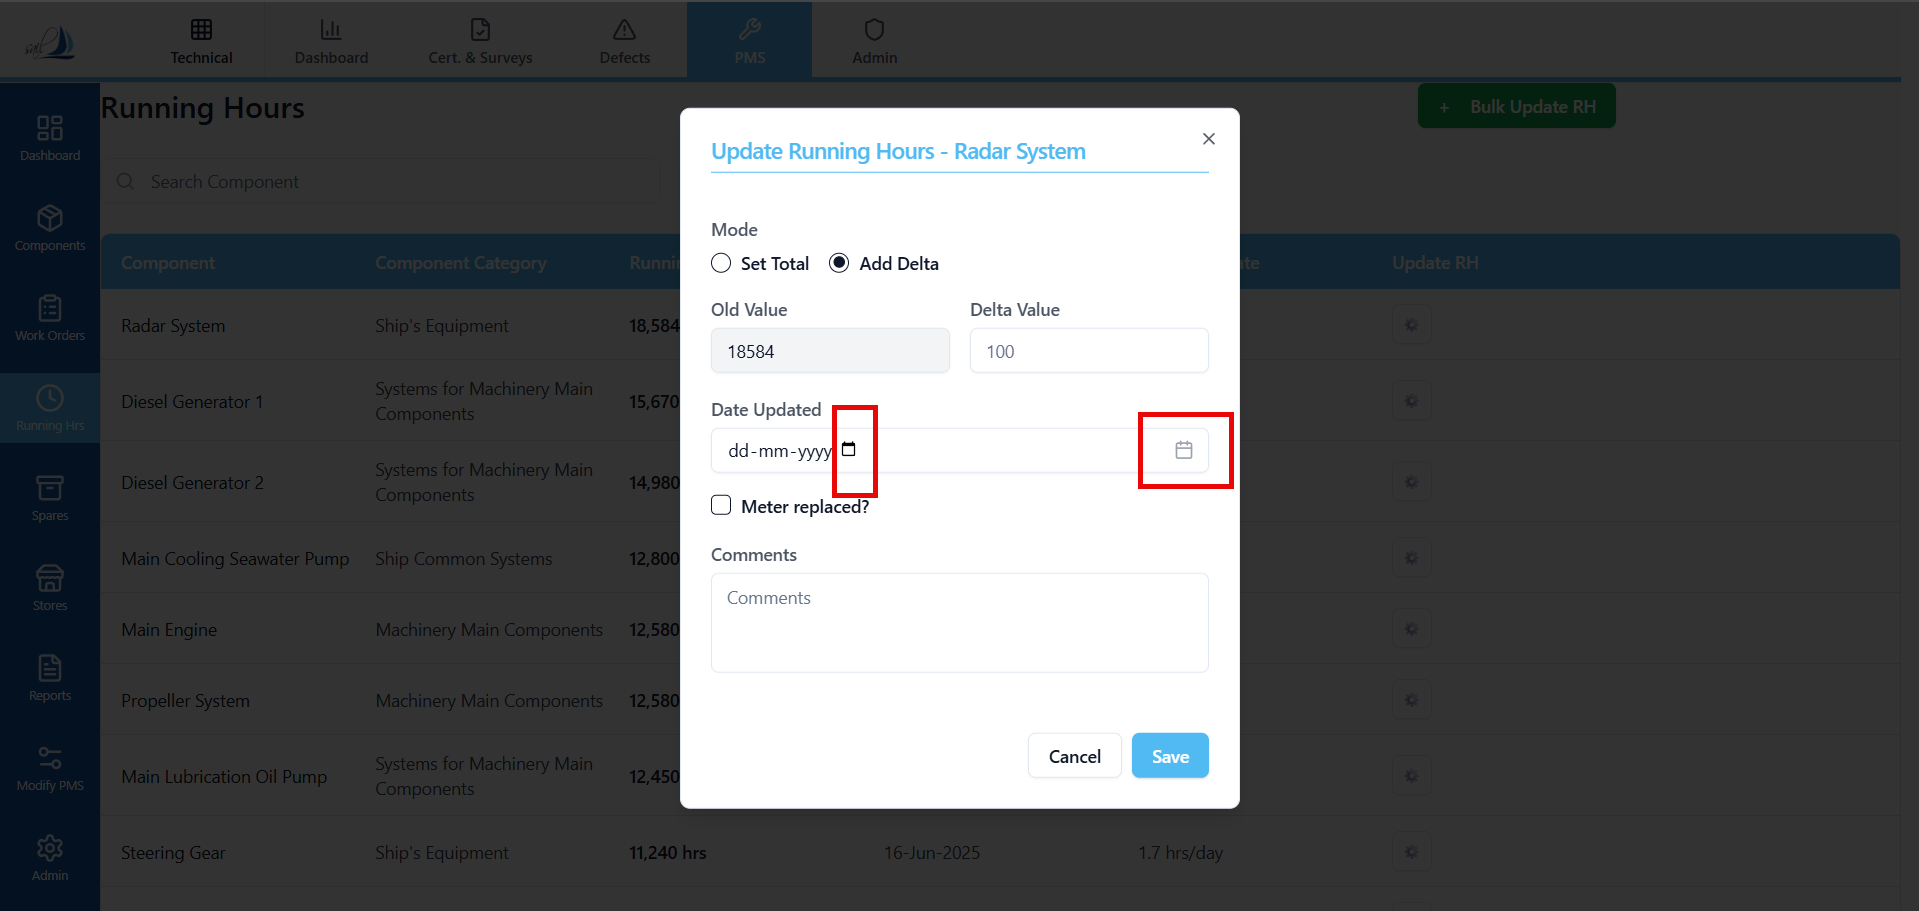 sail
Technical
Dashboard
Cert. & Surveys
Defects
PMS
Admin
Dashboard
Components
Work Orders
Running Hrs
Spares
Stores
Reports
Modify PMS
Admin
Running Hours
+ Bulk Update RH
Search Component
Component Component Category Runni te Update RH
Radar System Ship's Equipment 18,584
Diesel Generator 1 Systems for Machinery Main
Components 15,670
Diesel Generator 2 Systems for Machinery Main
Components 14,980
Main Cooling Seawater Pump Ship Common Systems 12,800
Main Engine Machinery Main Components 12,580
Propeller System Machinery Main Components 12,580
Main Lubrication Oil Pump Systems for Machinery Main
Components 12,450
Steering Gear Ship's Equipment 11,240 hrs 16-Jun-2025 1.7 hrs/day
Update Running Hours - Radar System
Mode
Set Total Add Delta
Old Value Delta Value
18584 100
Date Updated
dd-mm-yyyy
Meter replaced?
Comments
Comments
Cancel Save